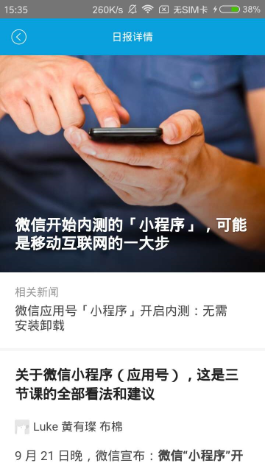 15:35 260K/s 无SIM卡 38%
日报详情
微信开始内测的「小程序」，可能
是移动互联网的一大步
相关新闻
微信应用号「小程序」开启内测：无需
安装卸载
关于微信小程序（应用号），这是三
节课的全部看法和建议
Luke 黄有璨 布棉
9 月 21 日晚，微信宣布：微信“小程序”开